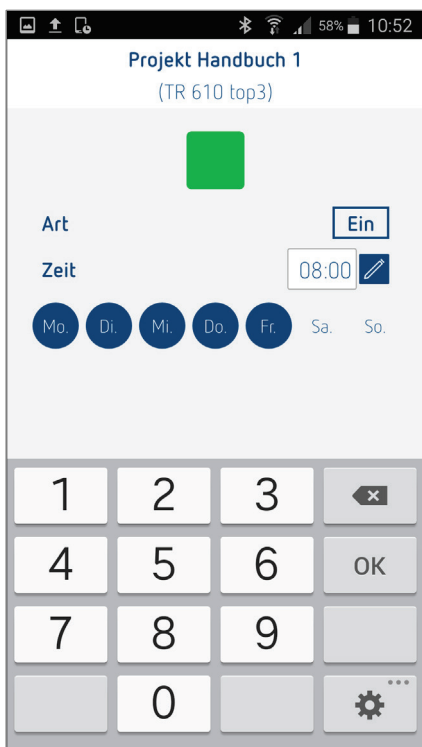 58% 10:52
Projekt Handbuch 1
(TR 610 top3)
Art Ein
Zeit 08:00
Mo. Di. Mi. Do. Fr. Sa. So.
1 2 3
4 5 6 OK
7 8 9
0